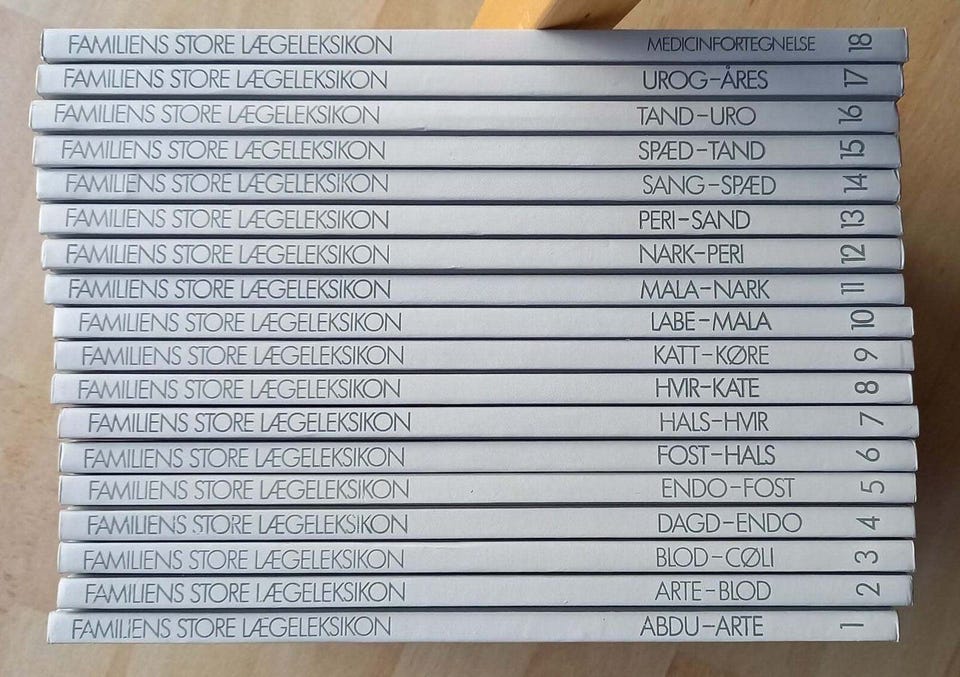 FAMILIENS STORE LÆGELEKSIKON MEDICINFORTEGNELSE 18
FAMILIENS STORE LÆGELEKSIKON UROG-ÅRES 17
FAMILIENS STORE LÆGELEKSIKON TAND-URO 16
FAMILIENS STORE LÆGELEKSIKON SPÆD-TAND 15
FAMILIENS STORE LÆGELEKSIKON SANG-SPÆD 14
FAMILIENS STORE LÆGELEKSIKON PERI-SAND 13
FAMILIENS STORE LÆGELEKSIKON NARK-PERI 12
FAMILIENS STORE LÆGELEKSIKON MALA-NARK 11
FAMILIENS STORE LÆGELEKSIKON LABE-MALA 10
FAMILIENS STORE LÆGELEKSIKON KATT-KØRE 9
FAMILIENS STORE LÆGELEKSIKON HVIR-KATE 8
FAMILIENS STORE LÆGELEKSIKON HALS-HVIR 7
FAMILIENS STORE LÆGELEKSIKON FOST-HALS 6
FAMILIENS STORE LÆGELEKSIKON ENDO-FOST 5
FAMILIENS STORE LÆGELEKSIKON DAGD-ENDO 4
FAMILIENS STORE LÆGELEKSIKON BLOD-CØLI 3
FAMILIENS STORE LÆGELEKSIKON ARTE-BLOD 2
FAMILIENS STORE LÆGELEKSIKON ABDU-ARTE 1